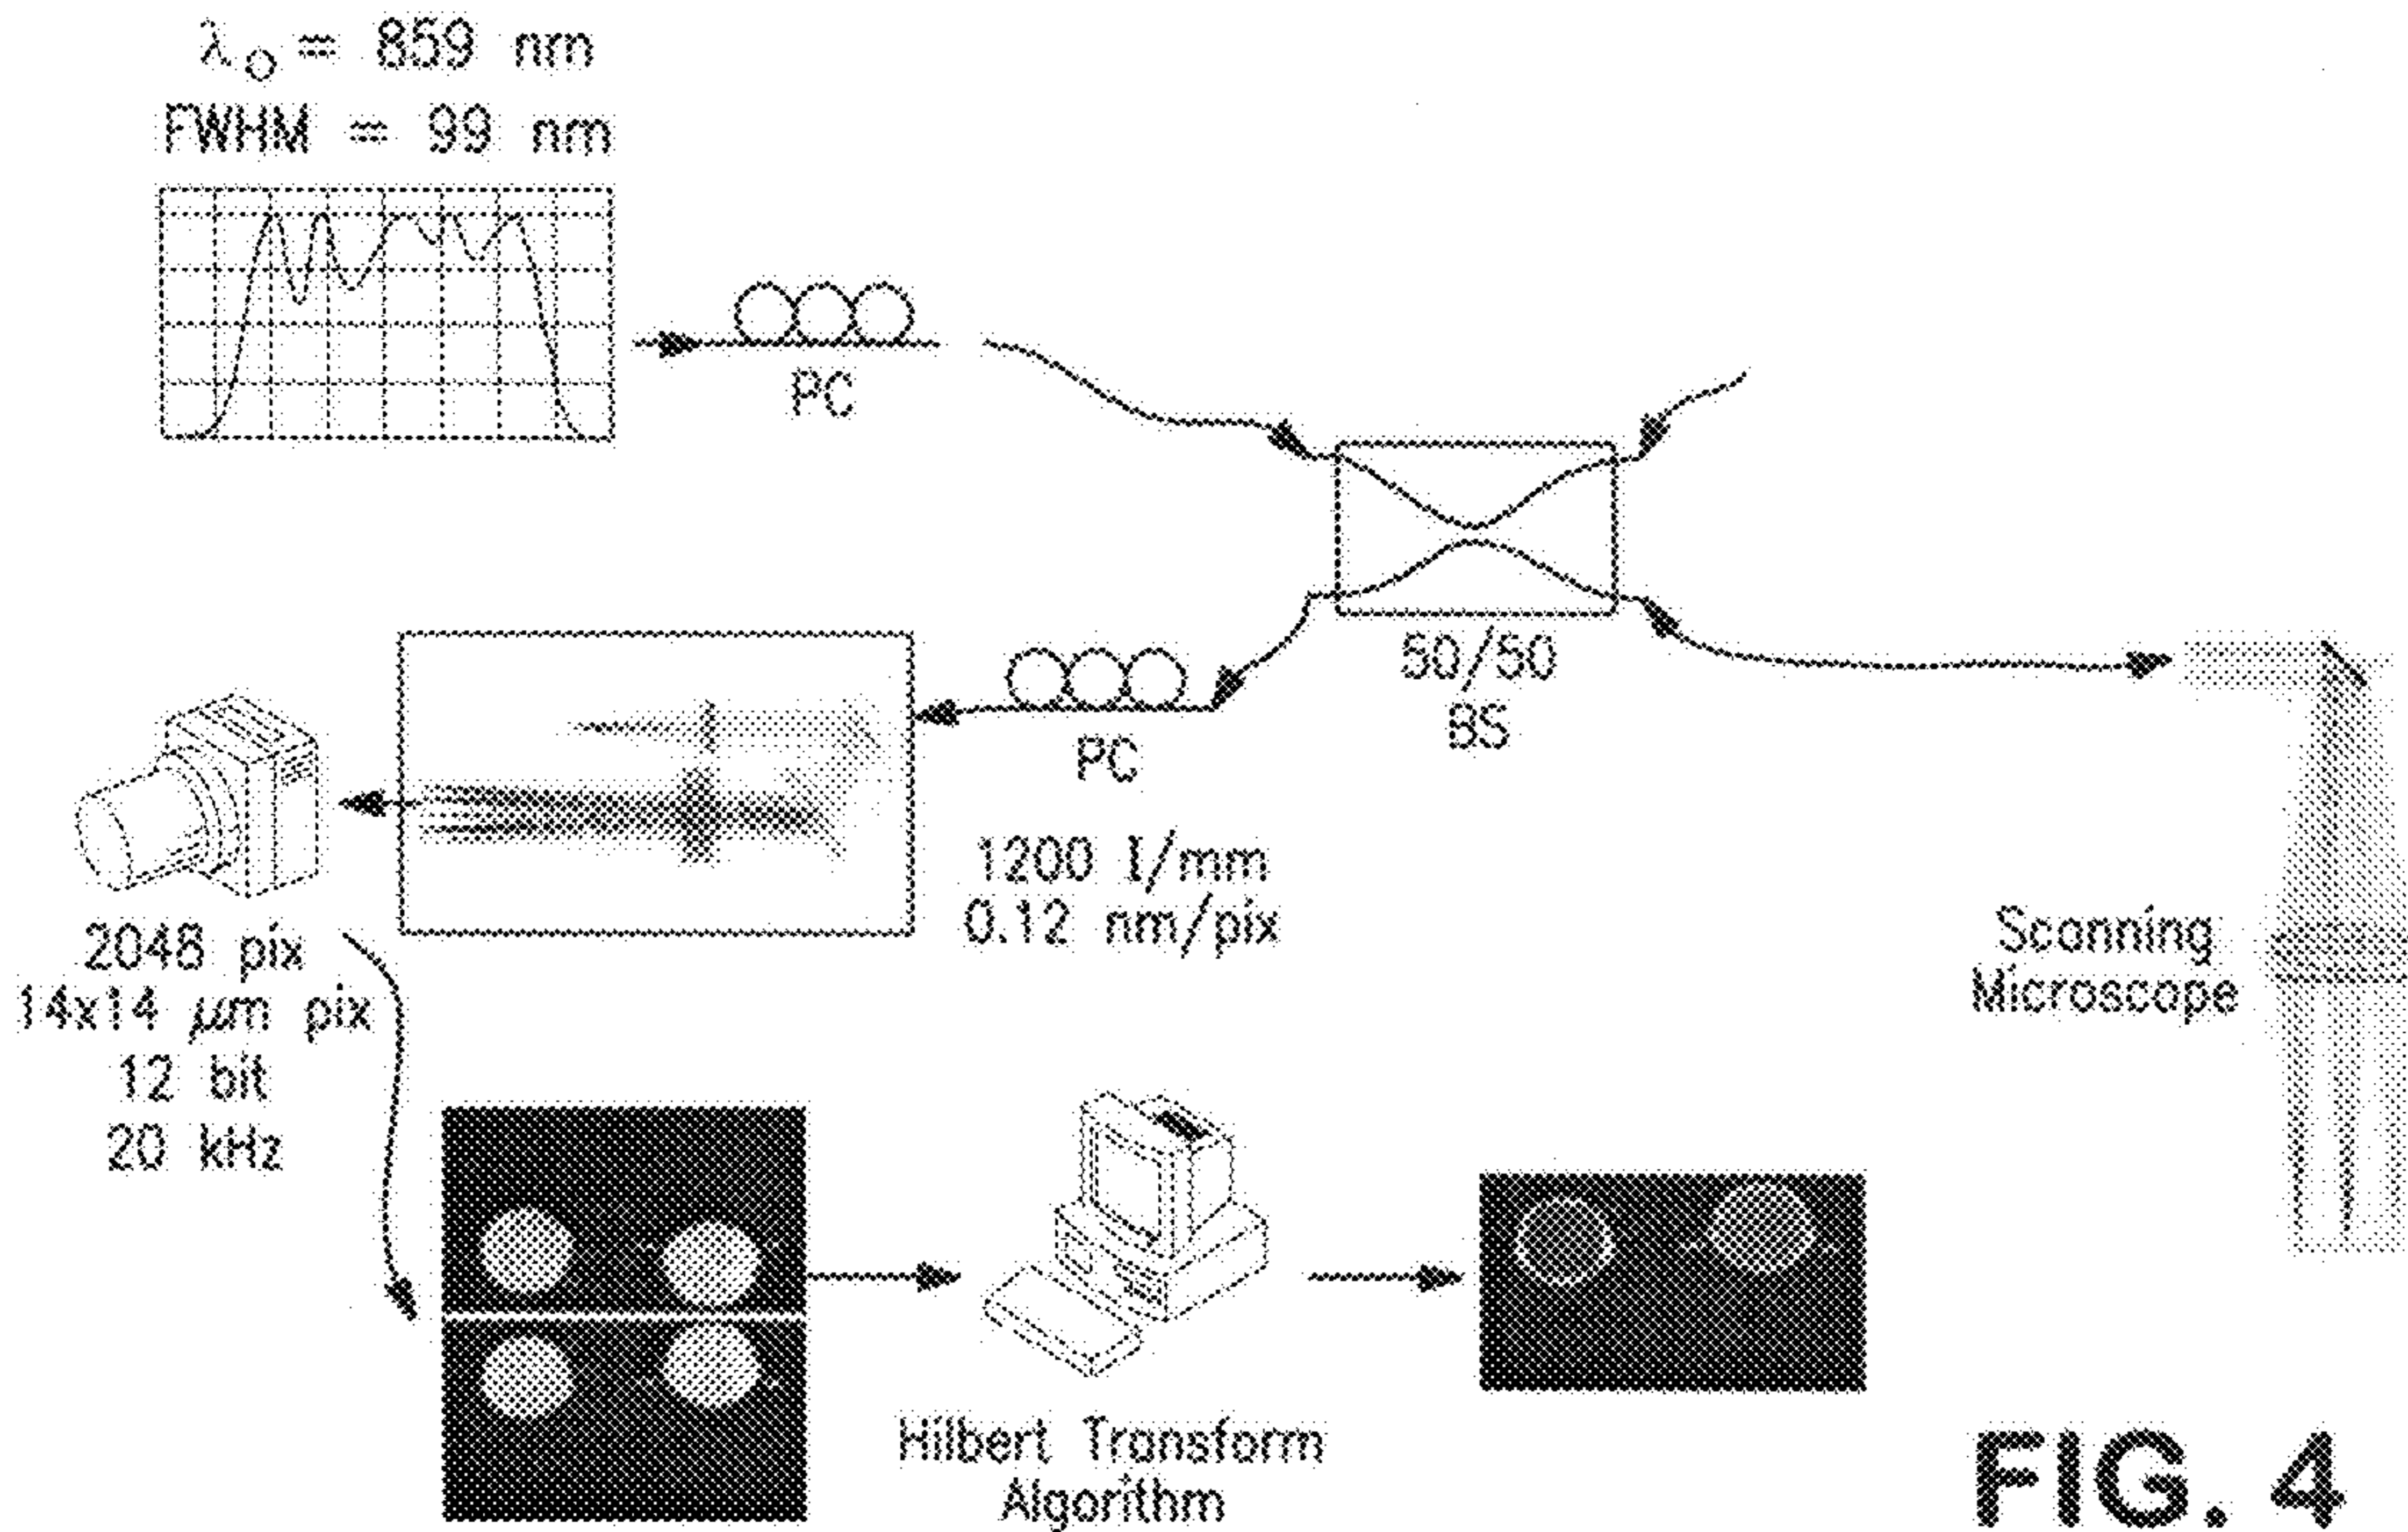 λo = 859 nm
FWHM = 99 nm
PC
50/50
BS
PC
1200 I/mm
0.12 nm/pix
2048 pix
14x14 μm pix
12 bit
20 kHz
Scanning
Microscope
Hilbert Transform
Algorithm
FIG. 4